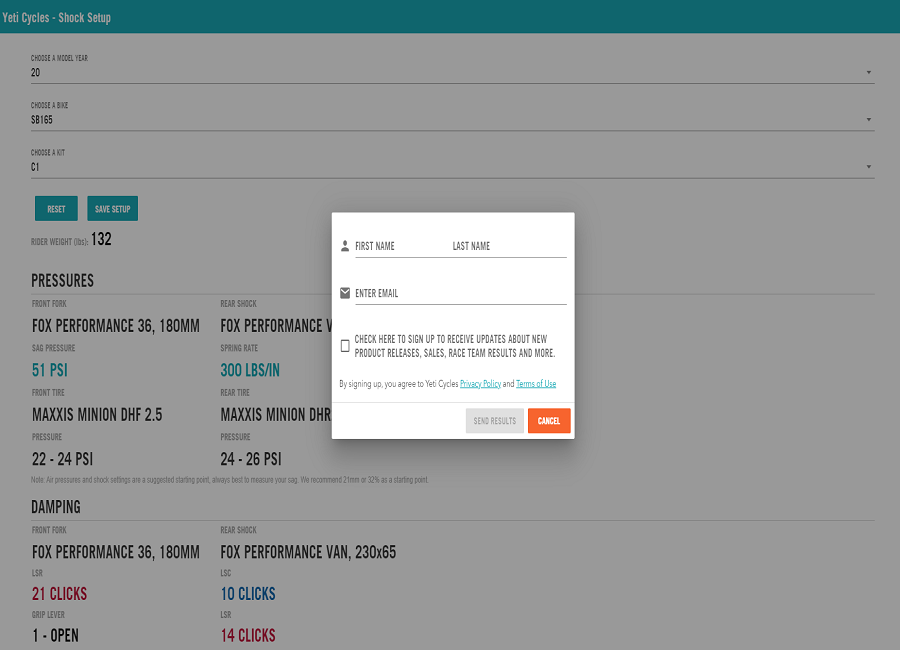 Yeti Cycles - Shock Setup
CHOOSE A MODEL YEAR
20
CHOOSE A BIKE
SB165
CHOOSE A KIT
C1
RESET SAVE SETUP
RIDER WEIGHT (lbs): 132
PRESSURES
FRONT FORK REAR SHOCK
FOX PERFORMANCE 36, 180MM FOX PERFORMANCE
SAG PRESSURE SPRING RATE
51 PSI 300 LBS/IN
FRONT TIRE REAR TIRE
MAXXIS MINION DHF 2.5 MAXXIS MINION DHR
PRESSURE PRESSURE
22 - 24 PSI 24 - 26 PSI
Note: Air pressures and shock settings are a suggested starting point, always best to measure your sag. We recommend 21mm or 32% as a starting point.
DAMPING
FRONT FORK REAR SHOCK
FOX PERFORMANCE 36, 180MM FOX PERFORMANCE VAN, 230x65
LSR LSC
21 CLICKS 10 CLICKS
GRIP LEVER LSR
1 - OPEN 14 CLICKS
FIRST NAME LAST NAME
ENTER EMAIL
CHECK HERE TO SIGN UP TO RECEIVE UPDATES ABOUT NEW
PRODUCT RELEASES, SALES, RACE TEAM RESULTS AND MORE.
By signing up, you agree to Yeti Cycles Privacy Policy and Terms of Use
SEND RESULTS CANCEL